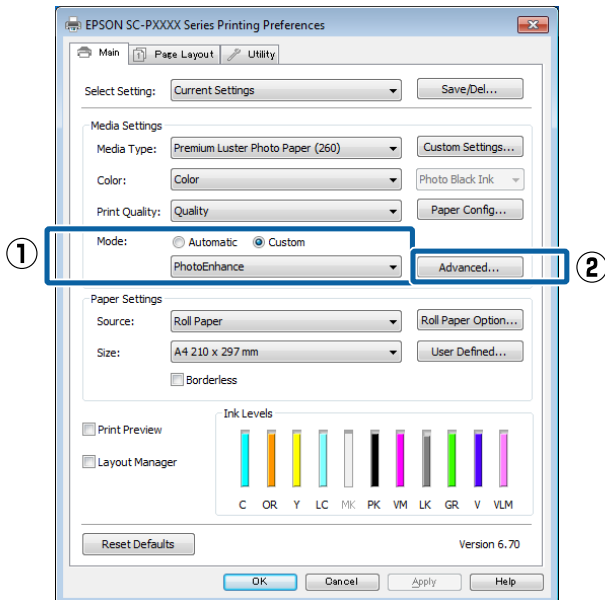 EPSON SC-PXXXX Series Printing Preferences
Main Page Layout Utility
Select Setting: Current Settings Save/Del...
Media Settings
Media Type: Premium Luster Photo Paper (260) Custom Settings...
Color: Color Photo Black Ink
Print Quality: Quality Paper Config...
① Mode: Automatic Custom
PhotoEnhance Advanced... ②
Paper Settings
Source: Roll Paper Roll Paper Option...
Size: A4 210 x 297 mm User Defined...
Borderless
Ink Levels
Print Preview
Layout Manager
C OR Y LC MK PK VM LK GR V VLM
Reset Defaults Version 6.70
OK Cancel Apply Help